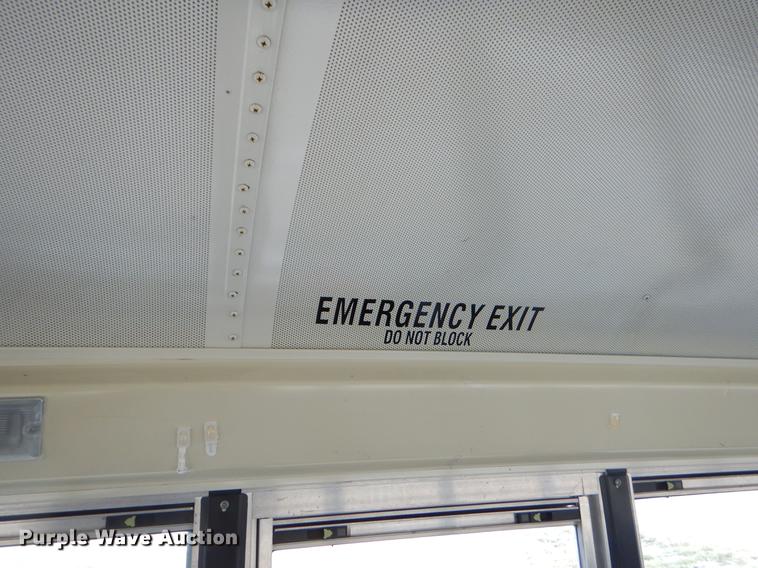 EMERGENCY EXIT
DO NOT BLOCK
Purple Wave Auction